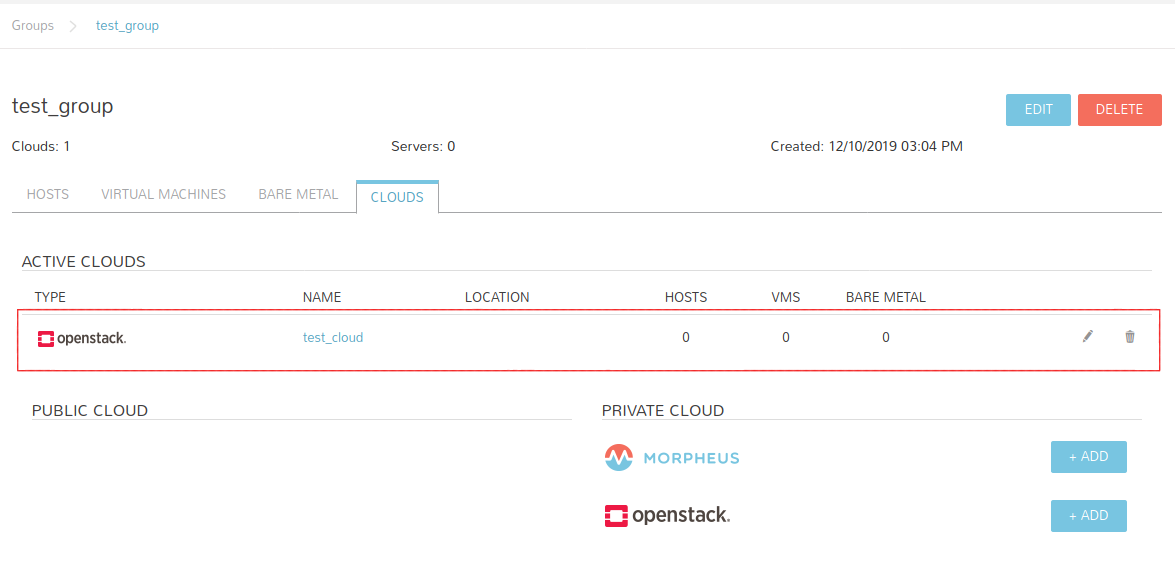 Groups test_group
test_group
EDIT DELETE
Clouds: 1 Servers: 0 Created: 12/10/2019 03:04 PM
HOSTS VIRTUAL MACHINES BARE METAL CLOUDS
ACTIVE CLOUDS
TYPE NAME LOCATION HOSTS VMS BARE METAL
openstack. test_cloud 0 0 0
PUBLIC CLOUD PRIVATE CLOUD
MORPHEUS + ADD
openstack. + ADD